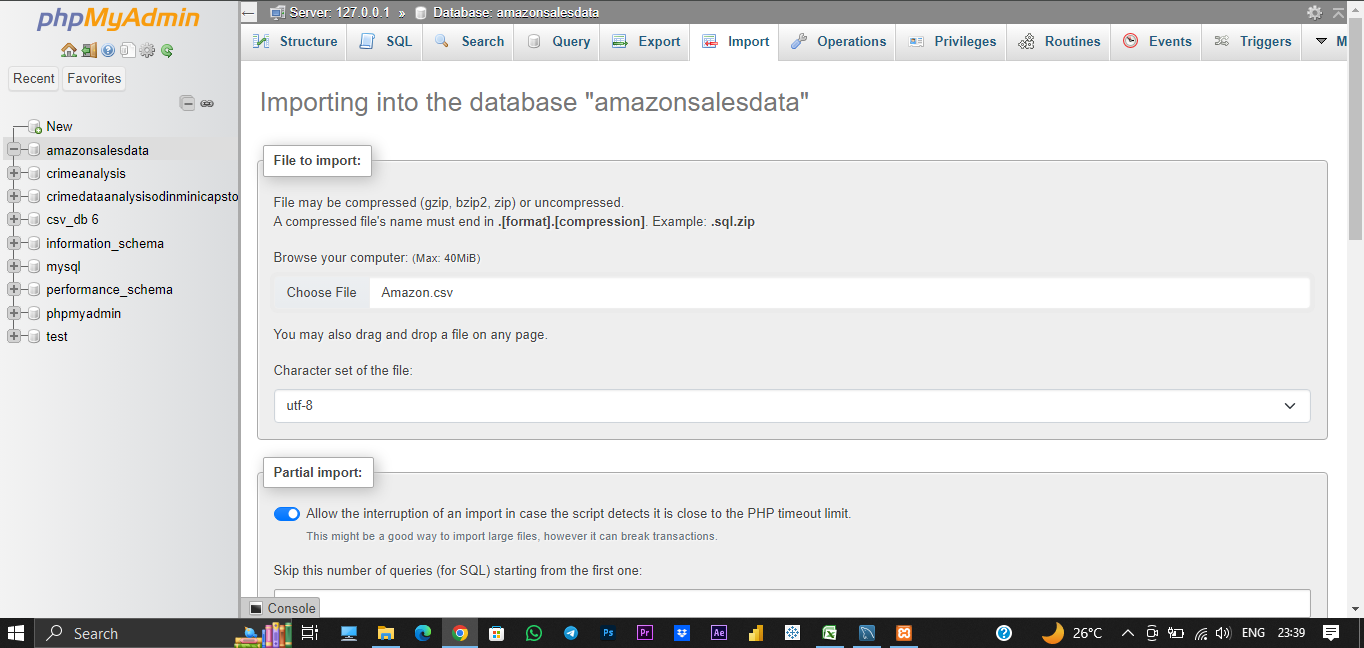 phpMyAdmin
Recent Favorites
New
amazonsalesdata
crimeanalysis
crimedataanalysisodinminicapsto
csv_db 6
information_schema
mysql
performance_schema
phpmyadmin
test
Server: 127.0.0.1 » Database: amazonsalesdata
Structure SQL Search Query Export Import Operations Privileges Routines Events Triggers M
Importing into the database "amazonsalesdata"
File to import:
File may be compressed (gzip, bzip2, zip) or uncompressed.
A compressed file's name must end in .[format].[compression]. Example: .sql.zip
Browse your computer: (Max: 40MiB)
Choose File Amazon.csv
You may also drag and drop a file on any page.
Character set of the file:
utf-8
Partial import:
Allow the interruption of an import in case the script detects it is close to the PHP timeout limit.
This might be a good way to import large files, however it can break transactions.
Skip this number of queries (for SQL) starting from the first one:
Console
Search Ps Pr Ae 26°C ENG 23:39